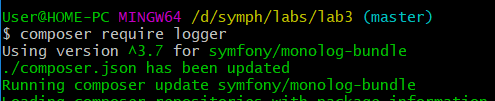 User@HOME-PC MINGW64 /d/symph/labs/lab3 (master)
$ composer require logger
Using version ^3.7 for symfony/monolog-bundle
./composer.json has been updated
Running composer update symfony/monolog-bundle
Loading composer repositories with package information